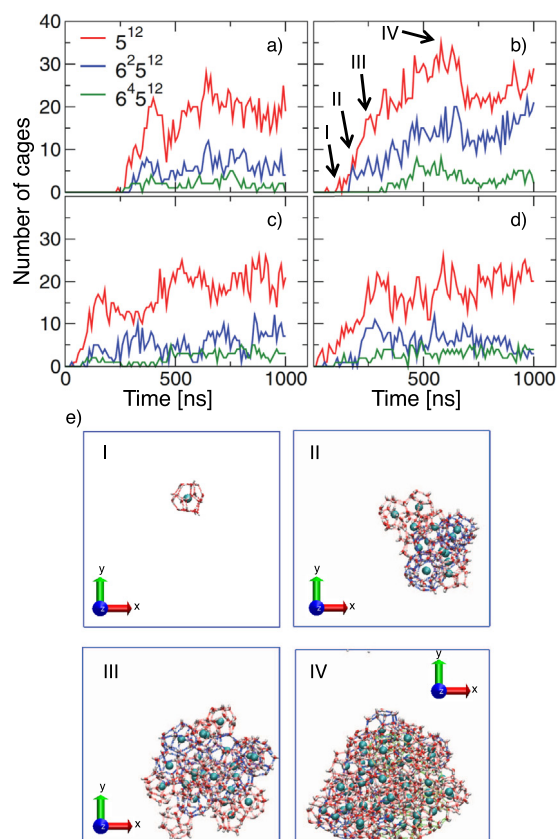 40
30
20
10
0
5¹² a)
6²5¹²
6⁴5¹²
IV b)
III
II
I
Number of cages
30
20
10
0
c) d)
0 500 1000 500 1000
Time [ns] Time [ns]
e)
I II
y y
z x z x
III IV
y y
z x z x